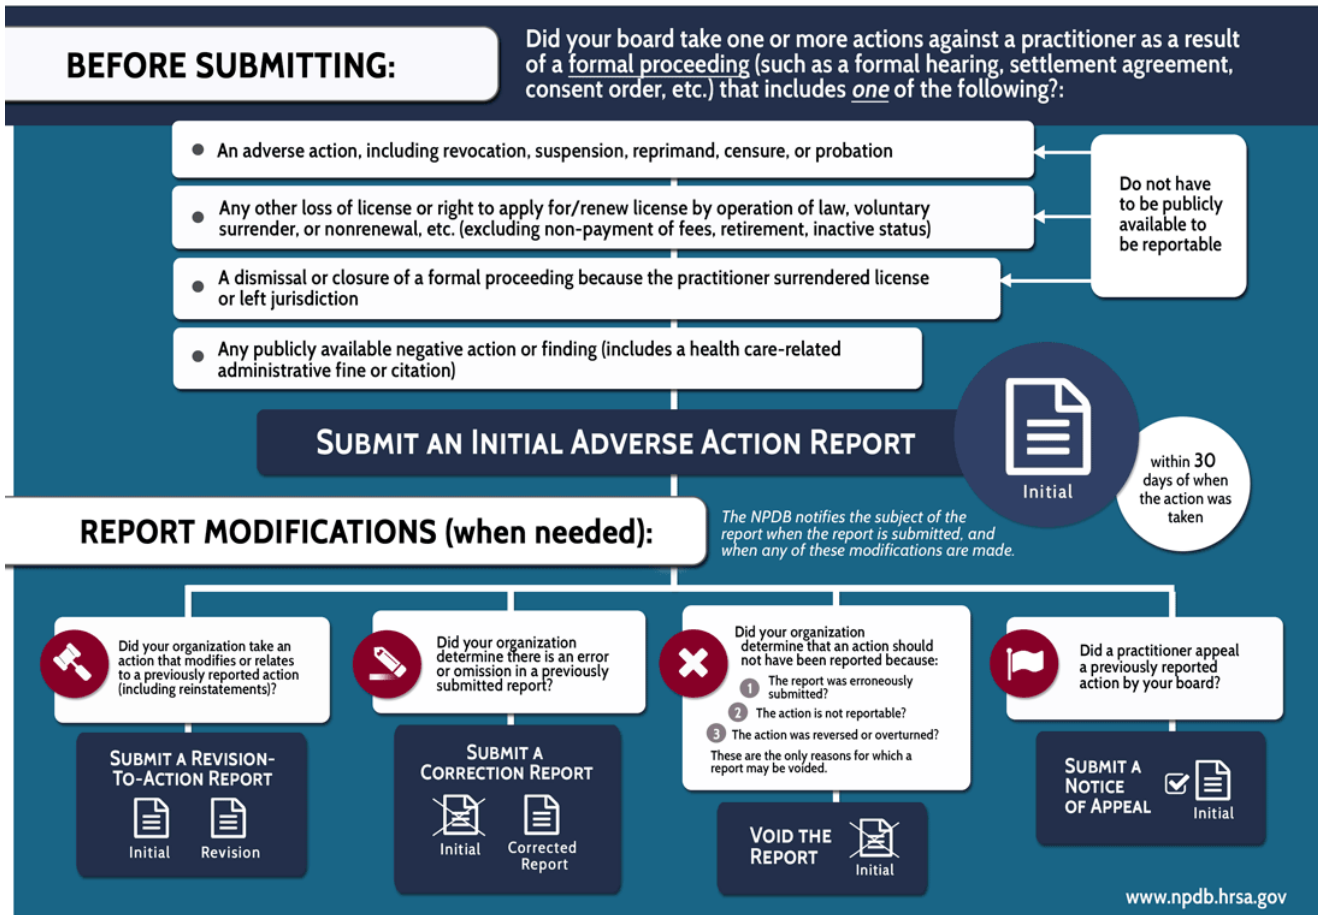 BEFORE SUBMITTING:
Did your board take one or more actions against a practitioner as a result
of a formal proceeding (such as a formal hearing, settlement agreement,
consent order, etc.) that includes one of the following?:
An adverse action, including revocation, suspension, reprimand, censure, or probation
Any other loss of license or right to apply for/renew license by operation of law, voluntary
surrender, or nonrenewal, etc. (excluding non-payment of fees, retirement, inactive status)
A dismissal or closure of a formal proceeding because the practitioner surrendered license
or left jurisdiction
Any publicly available negative action or finding (includes a health care-related
administrative fine or citation)
Do not have
to be publicly
available to
be reportable
SUBMIT AN INITIAL ADVERSE ACTION REPORT
Initial
within 30
days of when
the action was
taken
REPORT MODIFICATIONS (when needed):
The NPDB notifies the subject of the
report when the report is submitted, and
when any of these modifications are made.
Did your organization take an
action that modifies or relates
to a previously reported action
(including reinstatements)?
SUBMIT A REVISION-
TO-ACTION REPORT
Initial
Revision
Did your organization
determine there is an error
or omission in a previously
submitted report?
SUBMIT A
CORRECTION REPORT
Initial
Corrected
Report
Did your organization
determine that an action should
not have been reported because:
1 The report was erroneously
submitted?
2 The action is not reportable?
3 The action was reversed or overturned?
These are the only reasons for which a
report may be voided.
VOID THE
REPORT
Initial
Did a practitioner appeal
a previously reported
action by your board?
SUBMIT A
NOTICE
OF APPEAL
Initial
www.npdb.hrsa.gov